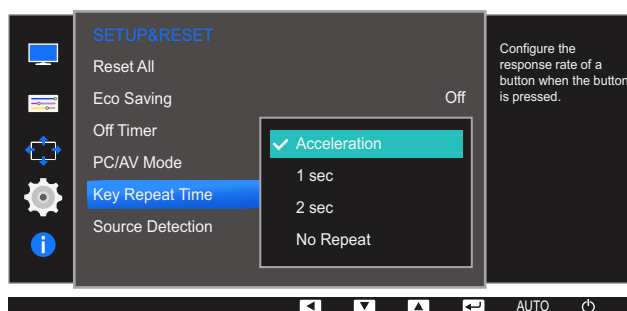 SETUP&RESET
Reset All
Eco Saving Off
Off Timer
PC/AV Mode
Key Repeat Time
Source Detection
Acceleration
1 sec
2 sec
No Repeat
Configure the
response rate of a
button when the button
is pressed.
AUTO